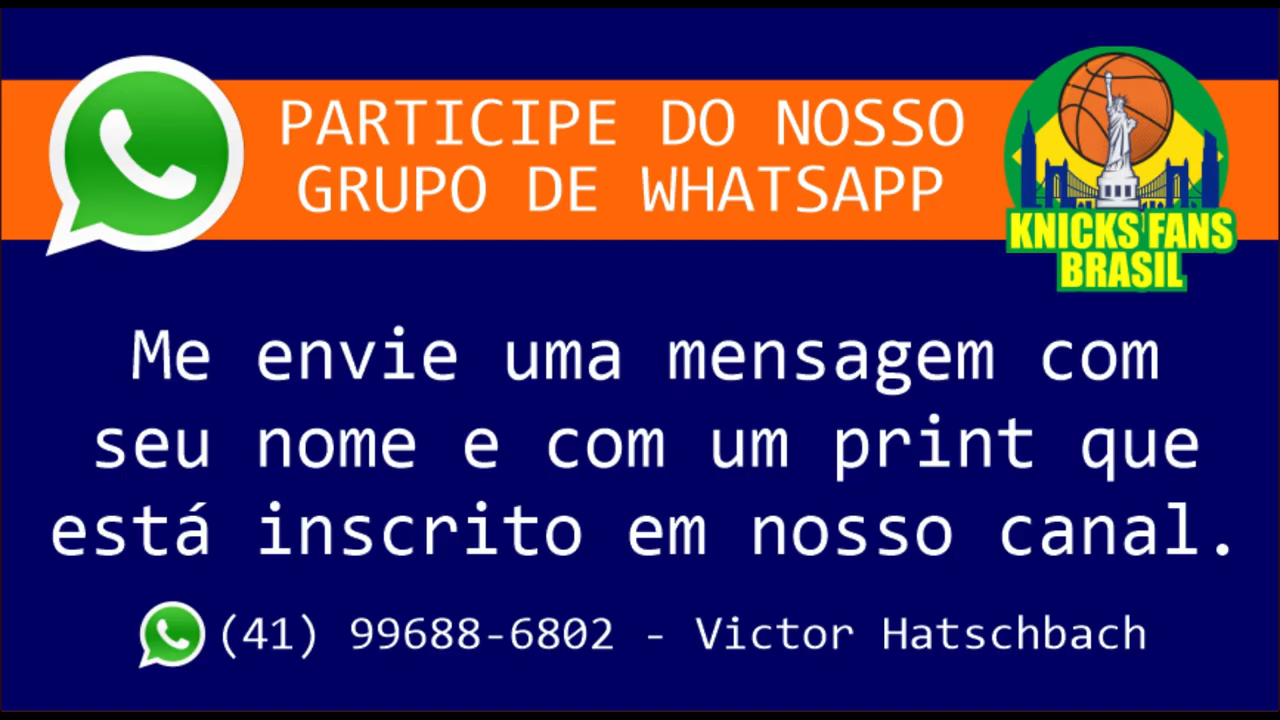 PARTICIPE DO NOSSO
GRUPO DE WHATSAPP
KNICKS FANS
BRASIL
Me envie uma mensagem com
seu nome e com um print que
está inscrito em nosso canal.
(41) 99688-6802 - Victor Hatschbach